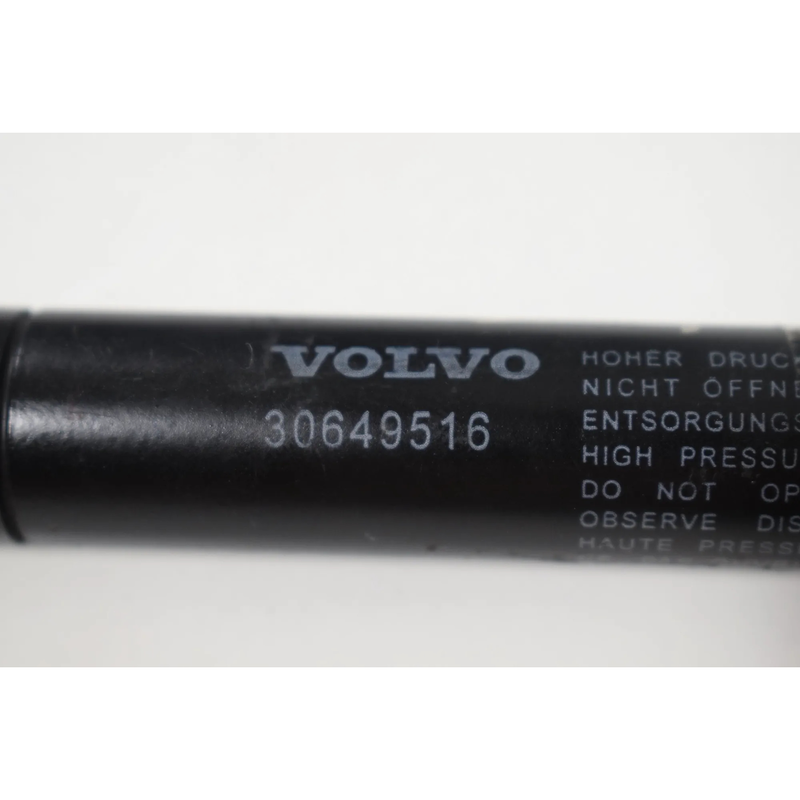 VOLVO
30649516
HOHER DRUCK
NICHT ÖFFNE
ENTSORGUNGS
HIGH PRESSU
DO NOT OP
OBSERVE DIS
HAUTE PRESS